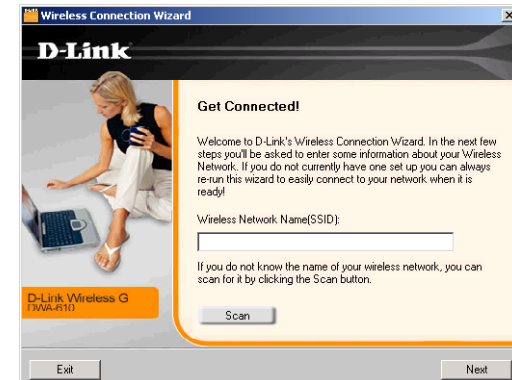 Wireless Connection Wizard
D-Link
Get Connected!
Welcome to D-Link's Wireless Connection Wizard. In the next few
steps you'll be asked to enter some information about your Wireless
Network. If you do not currently have one set up you can always
re-run this wizard to easily connect to your network when it is
ready!
Wireless Network Name(SSID):
If you do not know the name of your wireless network, you can
scan for it by clicking the Scan button.
D-Link Wireless G
DWA-610
Scan
Exit
Next